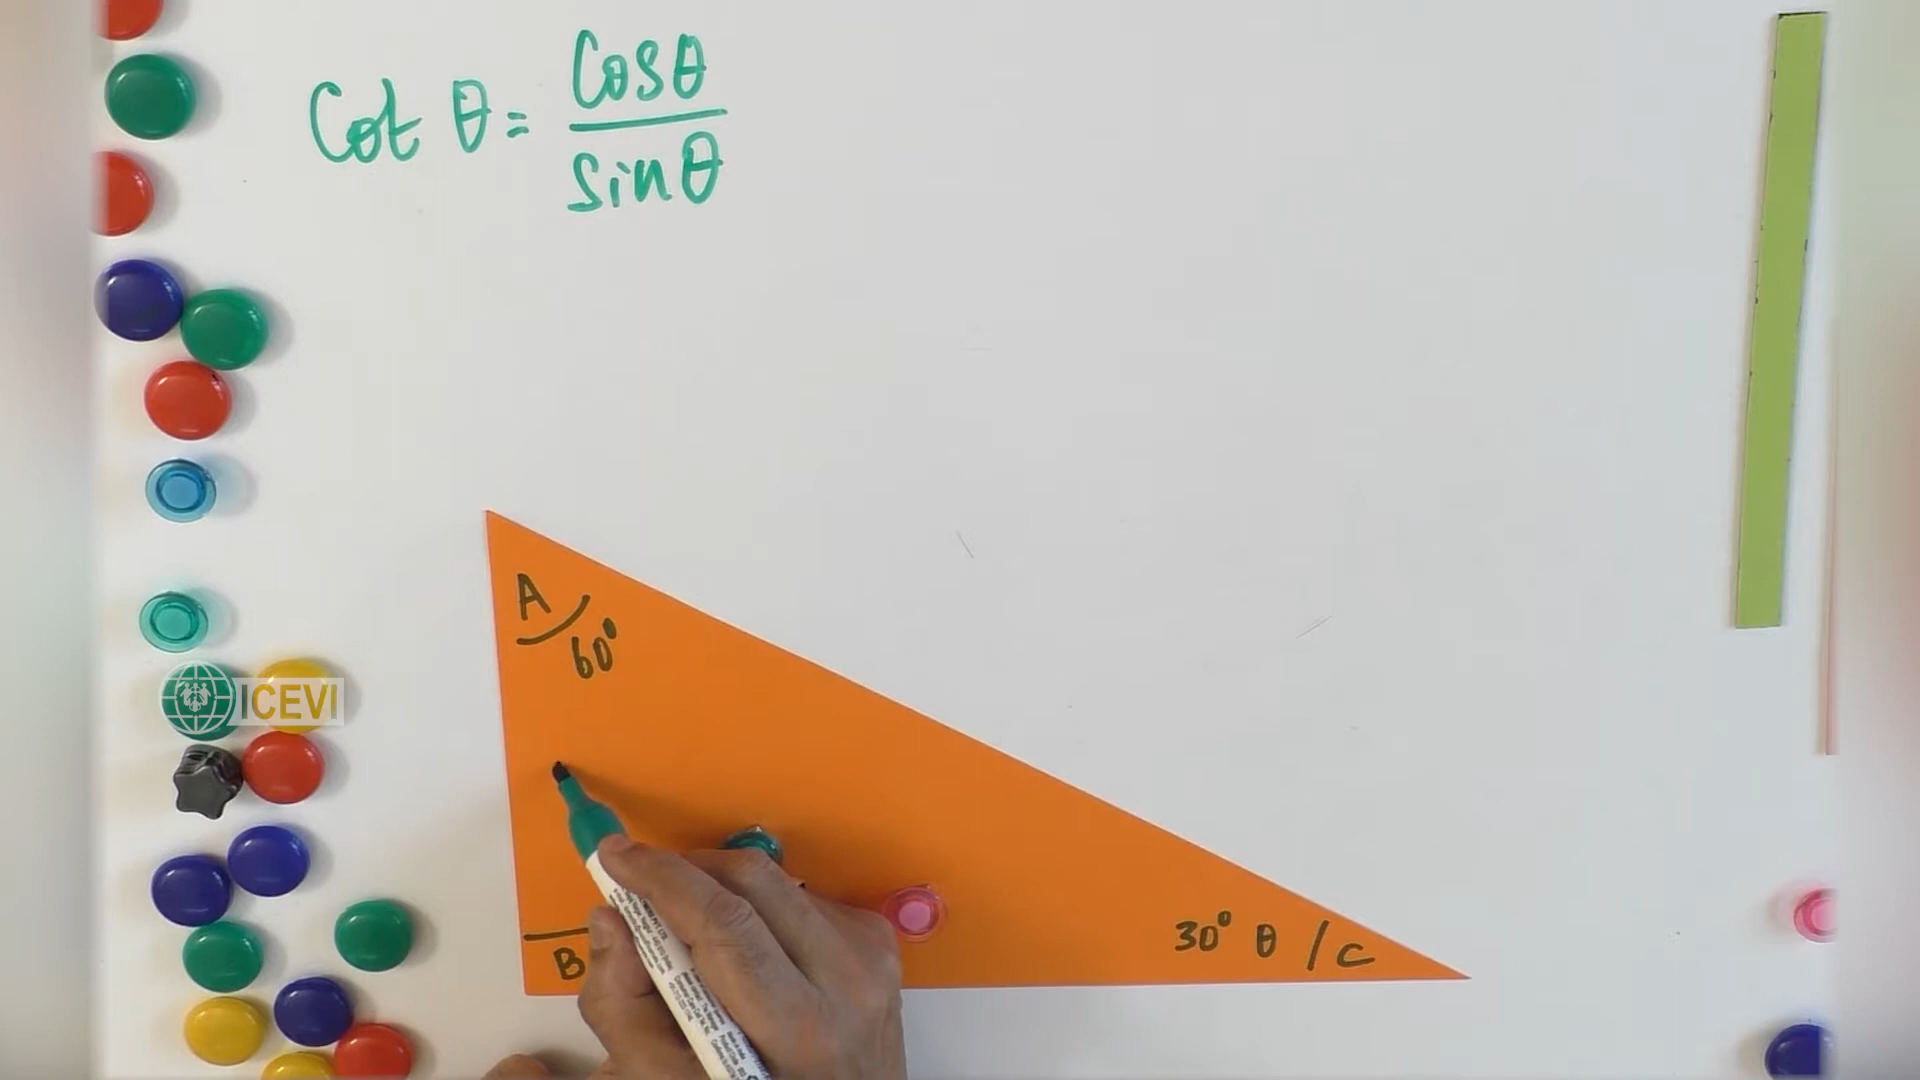 Cot θ = Cosθ / sinθ
A
60°
ICEVI
B
30° θ C